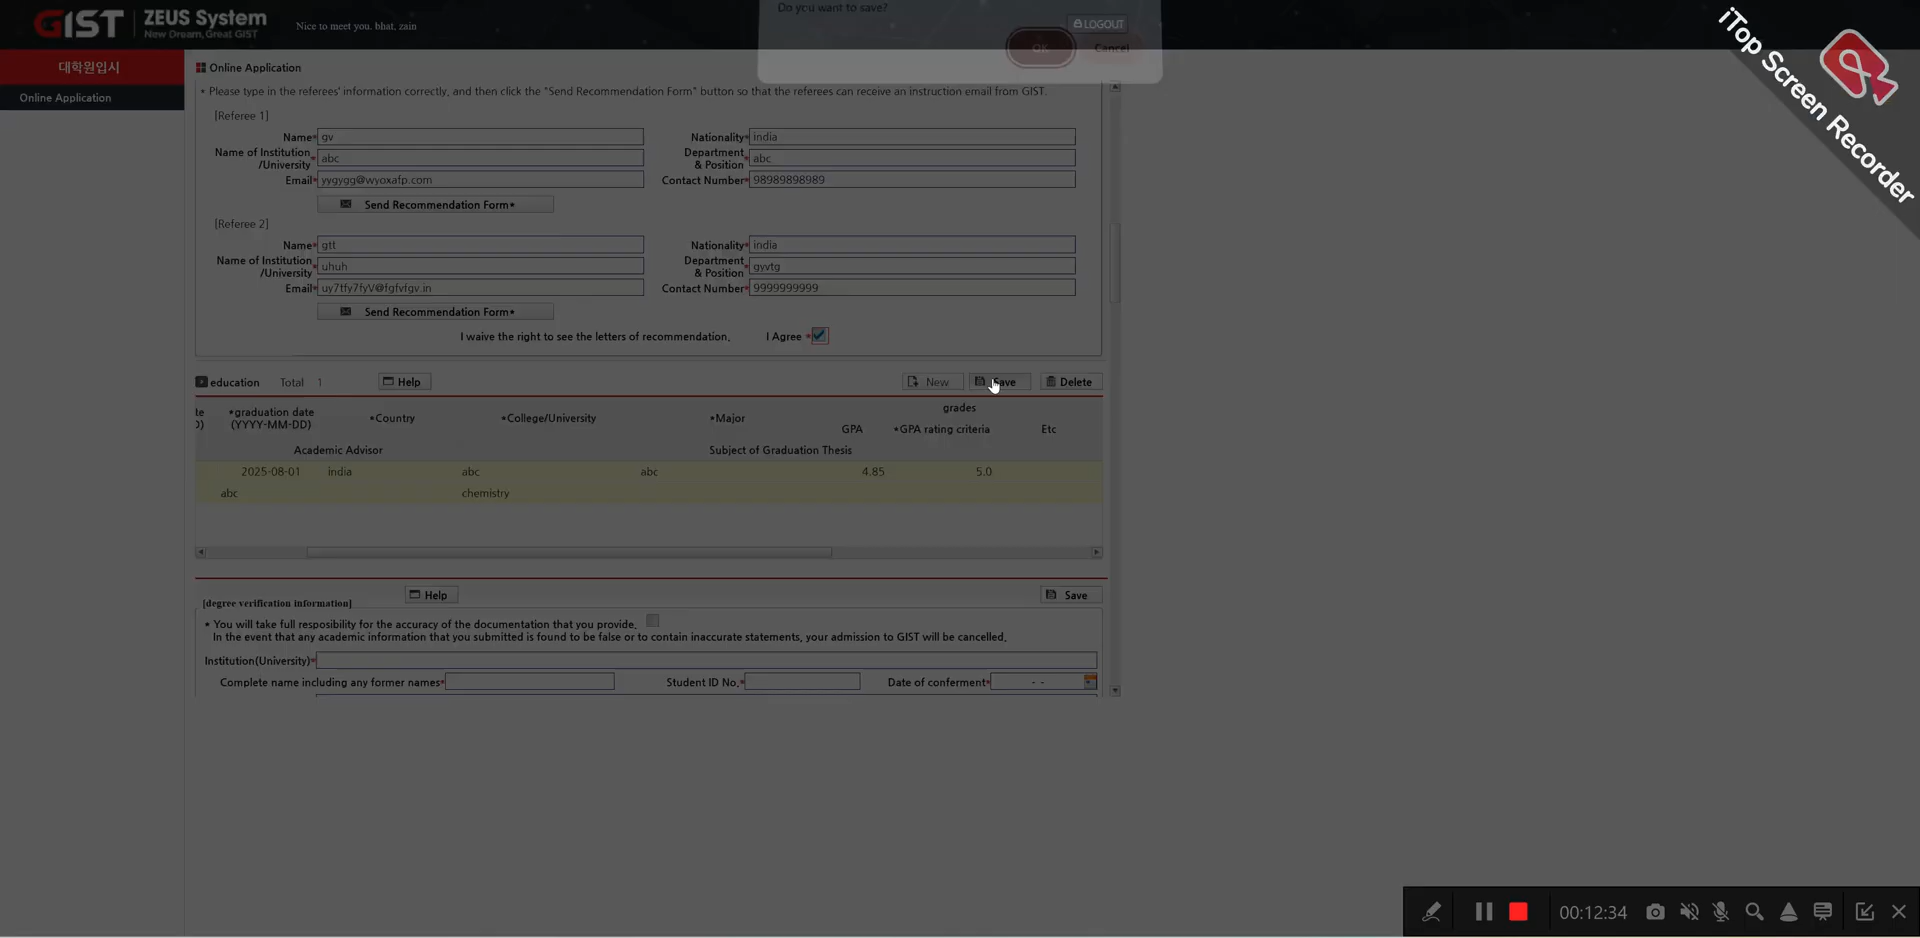 GIST ZEUS System
New Dream, Great GIST
Nice to meet you. bhat, zain
Do you want to save?
LOGOUT
OK Cancel
iTop Screen Recorder
대학원입시
Online Application
Online Application
* Please type in the referees' information correctly, and then click the "Send Recommendation Form" button so that the referees can receive an instruction email from GIST.
[Referee 1]
Name* gv Nationality* india
Name of Institution /University* abc Department & Position* abc
Email* yygygg@wyoxafp.com Contact Number* 98989898989
Send Recommendation Form*
[Referee 2]
Name* gtt Nationality* india
Name of Institution /University* uhuh Department & Position* gyvtg
Email* uy7tfy7fyV@fgfvfgv.in Contact Number* 9999999999
Send Recommendation Form*
I waive the right to see the letters of recommendation. I Agree *
education Total 1 Help New Save Delete
te D) *graduation date (YYYY-MM-DD) *Country *College/University *Major grades
GPA *GPA rating criteria Etc
Academic Advisor Subject of Graduation Thesis
2025-08-01 india abc abc 4.85 5.0
abc chemistry
[degree verification information] Help Save
* You will take full resposibility for the accuracy of the documentation that you provide.
In the event that any academic information that you submitted is found to be false or to contain inaccurate statements, your admission to GIST will be cancelled.
Institution(University)*
Complete name including any former names* Student ID No.* Date of conferment* - -
00:12:34